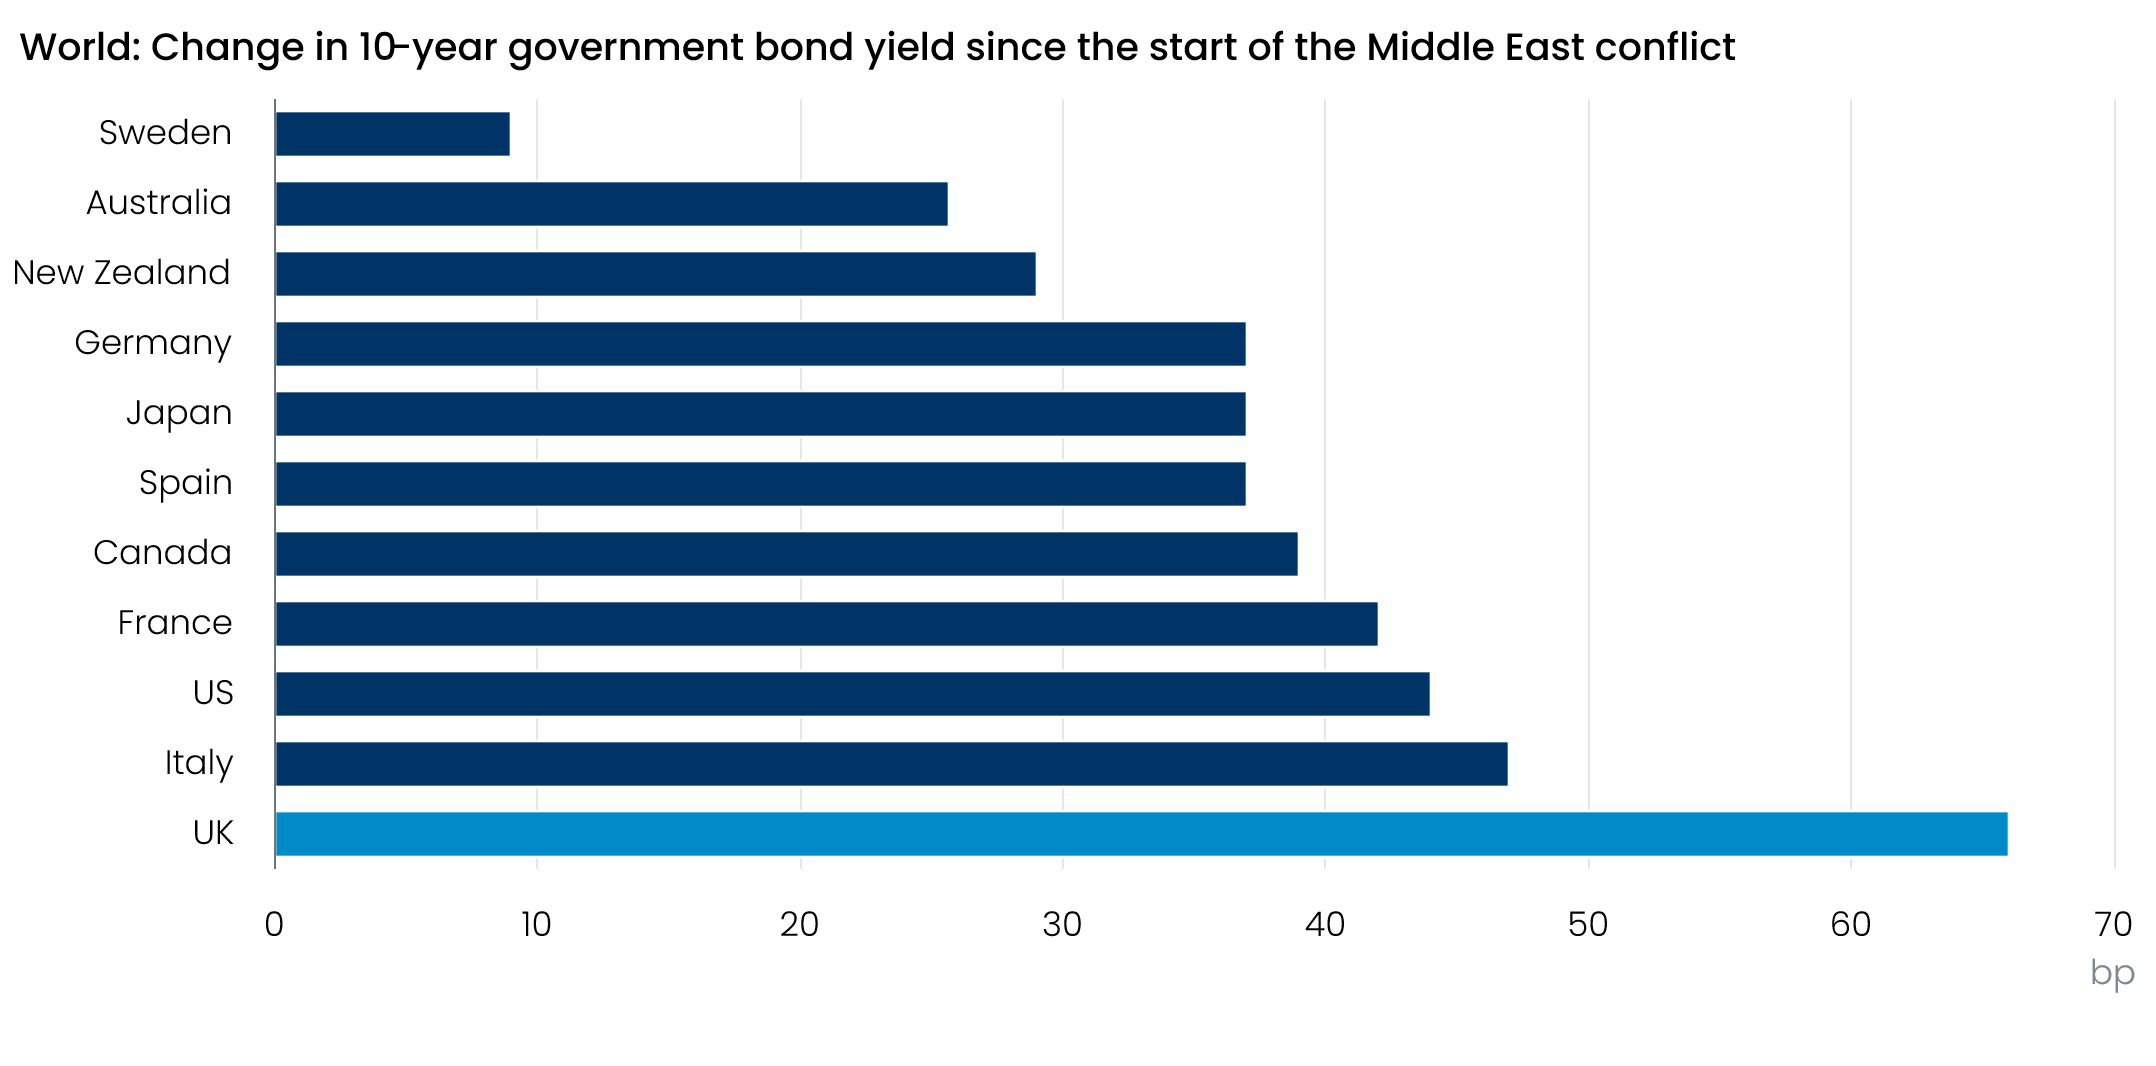 World: Change in 10-year government bond yield since the start of the Middle East conflict
Sweden
Australia
New Zealand
Germany
Japan
Spain
Canada
France
US
Italy
UK
0 10 20 30 40 50 60 70
bp